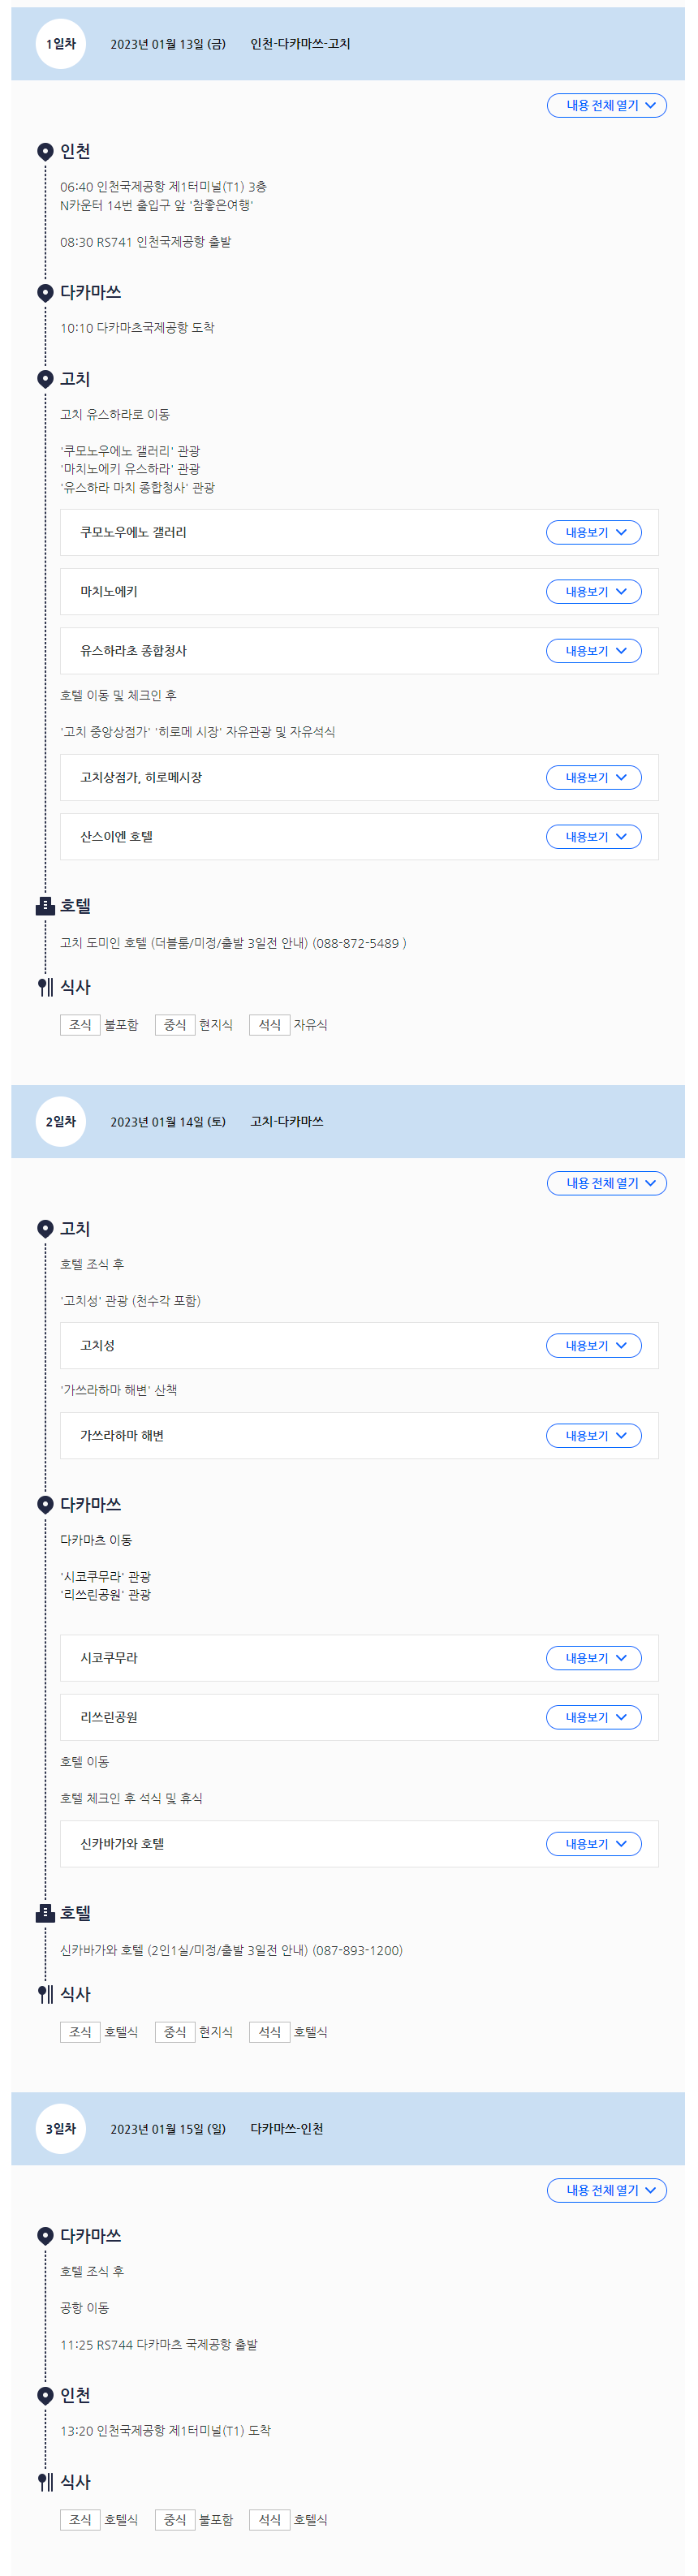 1일차 2023년 01월 13일 (금) 인천-다카마쓰-고치
내용 전체 열기
인천
06:40 인천국제공항 제1터미널(T1) 3층
N카운터 14번 출입구 앞 '참좋은여행'
08:30 RS741 인천국제공항 출발
다카마쓰
10:10 다카마츠국제공항 도착
고치
고치 유스하라로 이동
'쿠모노우에노 갤러리' 관광
'마치노에키 유스하라' 관광
'유스하라 마치 종합청사' 관광
쿠모노우에노 갤러리 내용보기
마치노에키 내용보기
유스하라초 종합청사 내용보기
호텔 이동 및 체크인 후
'고치 중앙상점가' '히로메 시장' 자유관광 및 자유석식
고치상점가, 히로메시장 내용보기
산스이엔 호텔 내용보기
호텔
고치 도미인 호텔 (더블룸/미정/출발 3일전 안내) (088-872-5489 )
식사
조식 불포함 중식 현지식 석식 자유식
2일차 2023년 01월 14일 (토) 고치-다카마쓰
내용 전체 열기
고치
호텔 조식 후
'고치성' 관광 (천수각 포함)
고치성 내용보기
'가쓰라하마 해변' 산책
가쓰라하마 해변 내용보기
다카마쓰
다카마츠 이동
'시코쿠무라' 관광
'리쓰린공원' 관광
시코쿠무라 내용보기
리쓰린공원 내용보기
호텔 이동
호텔 체크인 후 석식 및 휴식
신카바가와 호텔 내용보기
호텔
신카바가와 호텔 (2인1실/미정/출발 3일전 안내) (087-893-1200)
식사
조식 호텔식 중식 현지식 석식 호텔식
3일차 2023년 01월 15일 (일) 다카마쓰-인천
내용 전체 열기
다카마쓰
호텔 조식 후
공항 이동
11:25 RS744 다카마츠 국제공항 출발
인천
13:20 인천국제공항 제1터미널(T1) 도착
식사
조식 호텔식 중식 불포함 석식 호텔식